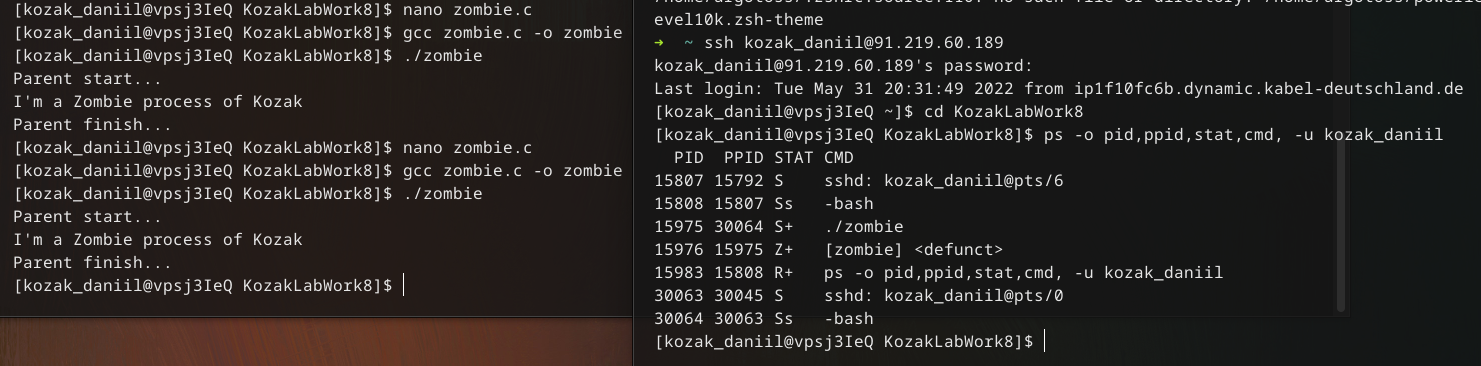 [kozak_daniil@vpsj3IeQ KozakLabWork8]$ nano zombie.c
[kozak_daniil@vpsj3IeQ KozakLabWork8]$ gcc zombie.c -o zombie
[kozak_daniil@vpsj3IeQ KozakLabWork8]$ ./zombie
Parent start...
I'm a Zombie process of Kozak
Parent finish...
[kozak_daniil@vpsj3IeQ KozakLabWork8]$ nano zombie.c
[kozak_daniil@vpsj3IeQ KozakLabWork8]$ gcc zombie.c -o zombie
[kozak_daniil@vpsj3IeQ KozakLabWork8]$ ./zombie
Parent start...
I'm a Zombie process of Kozak
Parent finish...
[kozak_daniil@vpsj3IeQ KozakLabWork8]$
evel10k.zsh-theme
➜ ~ ssh kozak_daniil@91.219.60.189
kozak_daniil@91.219.60.189's password:
Last login: Tue May 31 20:31:49 2022 from ip1f10fc6b.dynamic.kabel-deutschland.de
[kozak_daniil@vpsj3IeQ ~]$ cd KozakLabWork8
[kozak_daniil@vpsj3IeQ KozakLabWork8]$ ps -o pid,ppid,stat,cmd, -u kozak_daniil
PID PPID STAT CMD
15807 15792 S sshd: kozak_daniil@pts/6
15808 15807 Ss -bash
15975 30064 S+ ./zombie
15976 15975 Z+ [zombie] <defunct>
15983 15808 R+ ps -o pid,ppid,stat,cmd, -u kozak_daniil
30063 30045 S sshd: kozak_daniil@pts/0
30064 30063 Ss -bash
[kozak_daniil@vpsj3IeQ KozakLabWork8]$